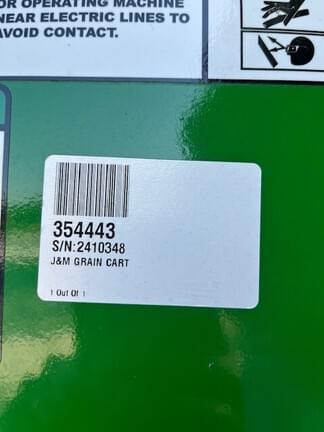 OR OPERATING MACHINE
NEAR ELECTRIC LINES TO
AVOID CONTACT.
354443
S/N:2410348
J&M GRAIN CART
1 Out Of 1